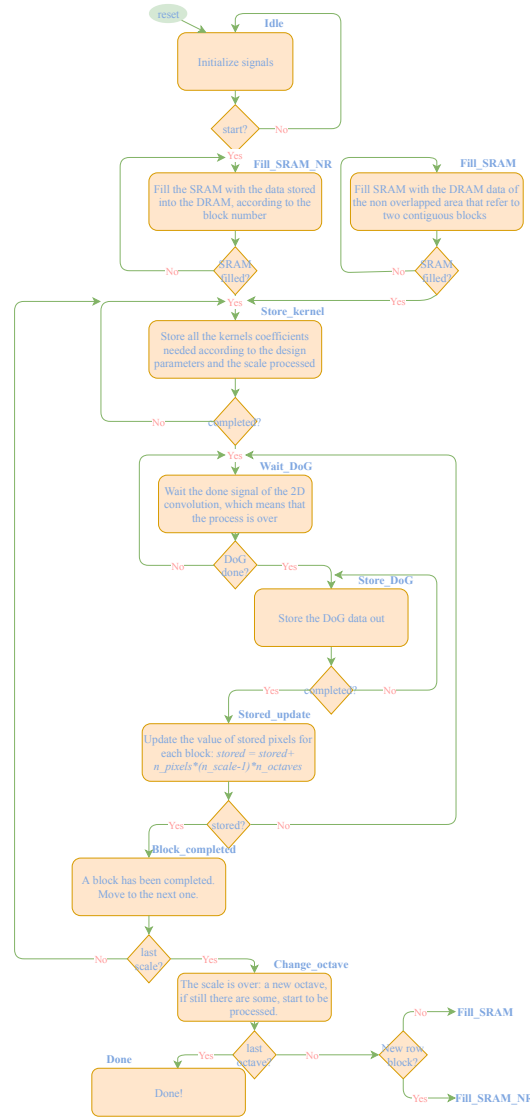 reset
Idle
Initialize signals
start?
No
Yes
Fill_SRAM_NR
Fill the SRAM with the data stored
into the DRAM, according to the
block number
SRAM
filled?
No
Fill_SRAM
Fill SRAM with the DRAM data of
the non overlapped area that refer to
two contiguous blocks
SRAM
filled?
No
Yes
Yes
Store_kernel
Store all the kernels coefficients
needed according to the design
parameters and the scale processed
completed?
No
Yes
Wait_DoG
Wait the done signal of the 2D
convolution, which means that
the process is over
DoG
done?
No
Yes
Store_DoG
Store the DoG data out
completed?
Yes
No
Stored_update
Update the value of stored pixels for
each block: stored = stored+
n_pixels*(n_scale-1)*n_octaves
stored?
Yes
No
Block_completed
A block has been completed.
Move to the next one.
last
scale?
No
Yes
Change_octave
The scale is over: a new octave,
if still there are some, start to be
processed.
last
octave?
Yes
No
New row
block?
No
Fill_SRAM
Yes
Fill_SRAM_NR
Done
Done!